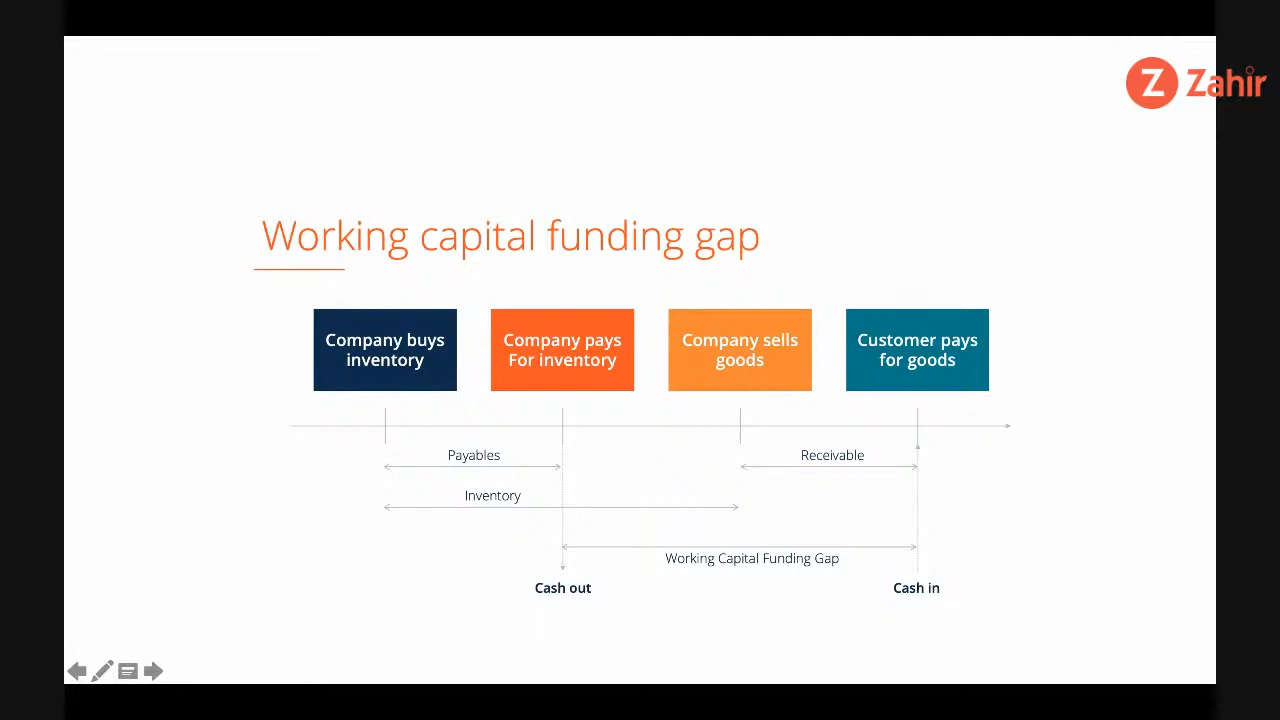 Z Zahir
Working capital funding gap
Company buys
inventory
Company pays
For inventory
Company sells
goods
Customer pays
for goods
Payables
Receivable
Inventory
Working Capital Funding Gap
Cash out
Cash in